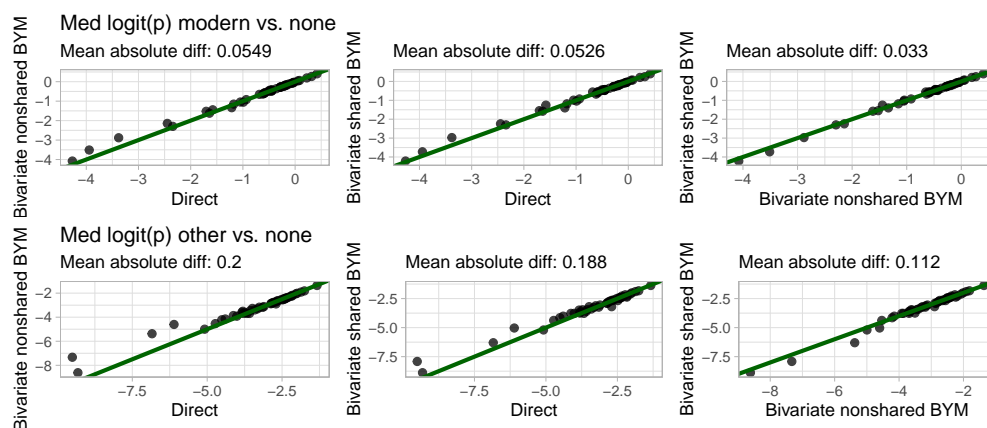 Med logit(p) modern vs. none
Mean absolute diff: 0.0549
Bivariate nonshared BYM
0
−1
−2
−3
−4
−4
−3
−2
−1
0
Direct
Mean absolute diff: 0.0526
Bivariate shared BYM
0
−1
−2
−3
−4
−4
−3
−2
−1
0
Direct
Mean absolute diff: 0.033
Bivariate shared BYM
0
−1
−2
−3
−4
−4
−3
−2
−1
0
Bivariate nonshared BYM
Med logit(p) other vs. none
Mean absolute diff: 0.2
Bivariate nonshared BYM
−2
−4
−6
−8
−7.5
−5.0
−2.5
Direct
Mean absolute diff: 0.188
Bivariate shared BYM
−2.5
−5.0
−7.5
−7.5
−5.0
−2.5
Direct
Mean absolute diff: 0.112
Bivariate shared BYM
−2.5
−5.0
−7.5
−8
−6
−4
−2
Bivariate nonshared BYM